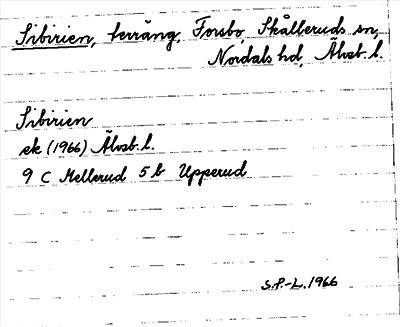 Sibirien, terräng, Forsbo, Skålleruds sn,
Nordals hd, Älvsb. l.
Sibirien
ek (1966) Älvsb. l.
9 C Mellerud 5 b Upperud
S.P.-L. 1966